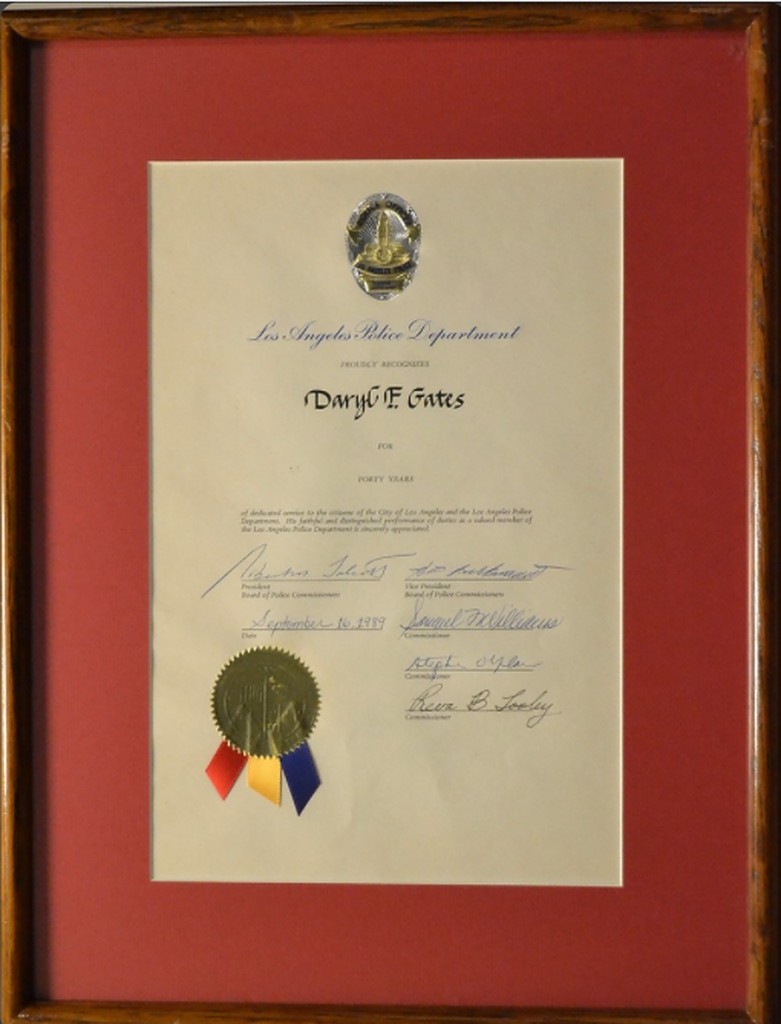 Los Angeles Police Department
PROUDLY RECOGNIZES
Daryl F. Gates
FOR
FORTY YEARS
of dedicated service to the citizens of the City of Los Angeles and the Los Angeles Police
Department. His faithful and distinguished performance of duties as a valued member of
the Los Angeles Police Department is sincerely appreciated.
President
Board of Police Commissioners
Vice President
Board of Police Commissioners
September 16, 1989
Date
Samuel L. Williams
Commissioner
Stephen
Commissioner
Reva B. Tooley
Commissioner